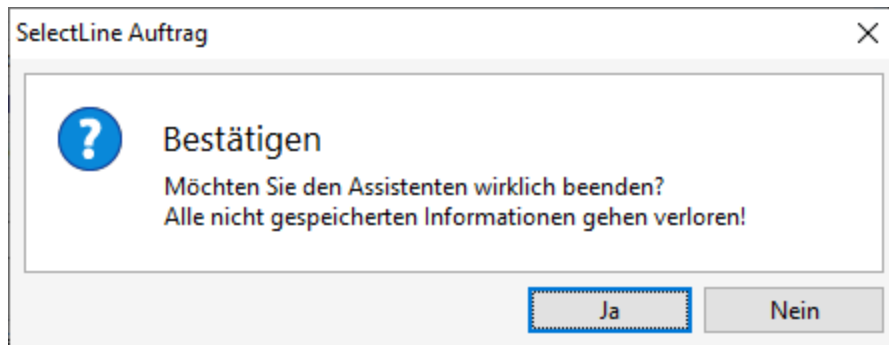 SelectLine Auftrag
?
Bestätigen
Möchten Sie den Assistenten wirklich beenden?
Alle nicht gespeicherten Informationen gehen verloren!
Ja
Nein